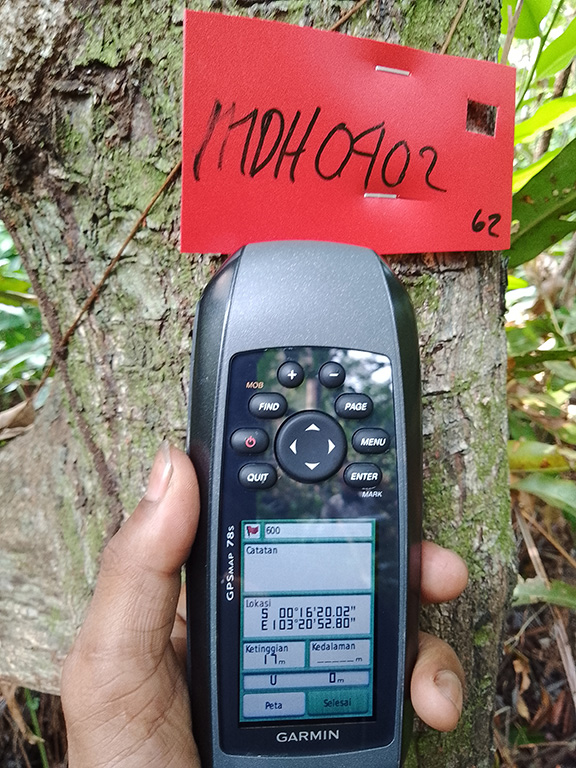 MDH0402
62
MOB
+
-
FIND
PAGE
MENU
QUIT
ENTER
MARK
GPSMAP 78s
600
Catatan
Lokasi
S 00°16'20.02"
E 103°20'52.80"
Ketinggian
Kedalaman
17m
_____m
U
0m
Peta
Selesai
GARMIN